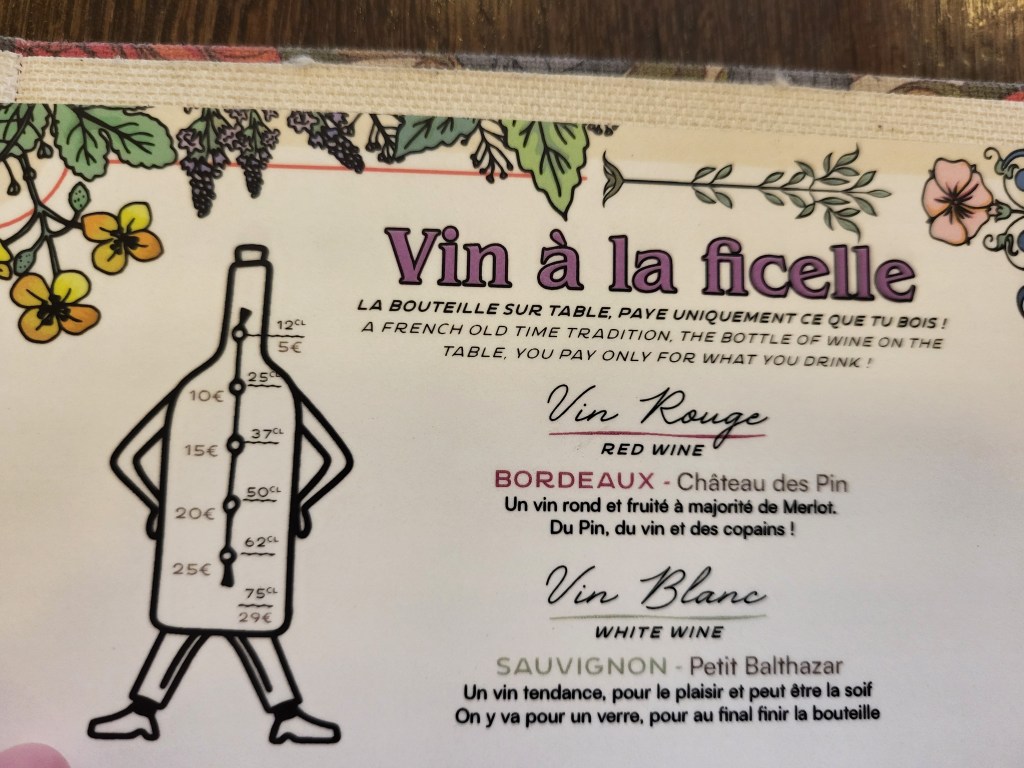 Vin à la ficelle
LA BOUTEILLE SUR TABLE, PAYE UNIQUEMENT CE QUE TU BOIS !
A FRENCH OLD TIME TRADITION, THE BOTTLE OF WINE ON THE
TABLE, YOU PAY ONLY FOR WHAT YOU DRINK !
12CL
5€
25CL
10€
37CL
15€
50CL
20€
62CL
25€
75CL
29€
Vin Rouge
RED WINE
BORDEAUX - Château des Pin
Un vin rond et fruité à majorité de Merlot.
Du Pin, du vin et des copains !
Vin Blanc
WHITE WINE
SAUVIGNON - Petit Balthazar
Un vin tendance, pour le plaisir et peut être la soif
On y va pour un verre, pour au final finir la bouteille